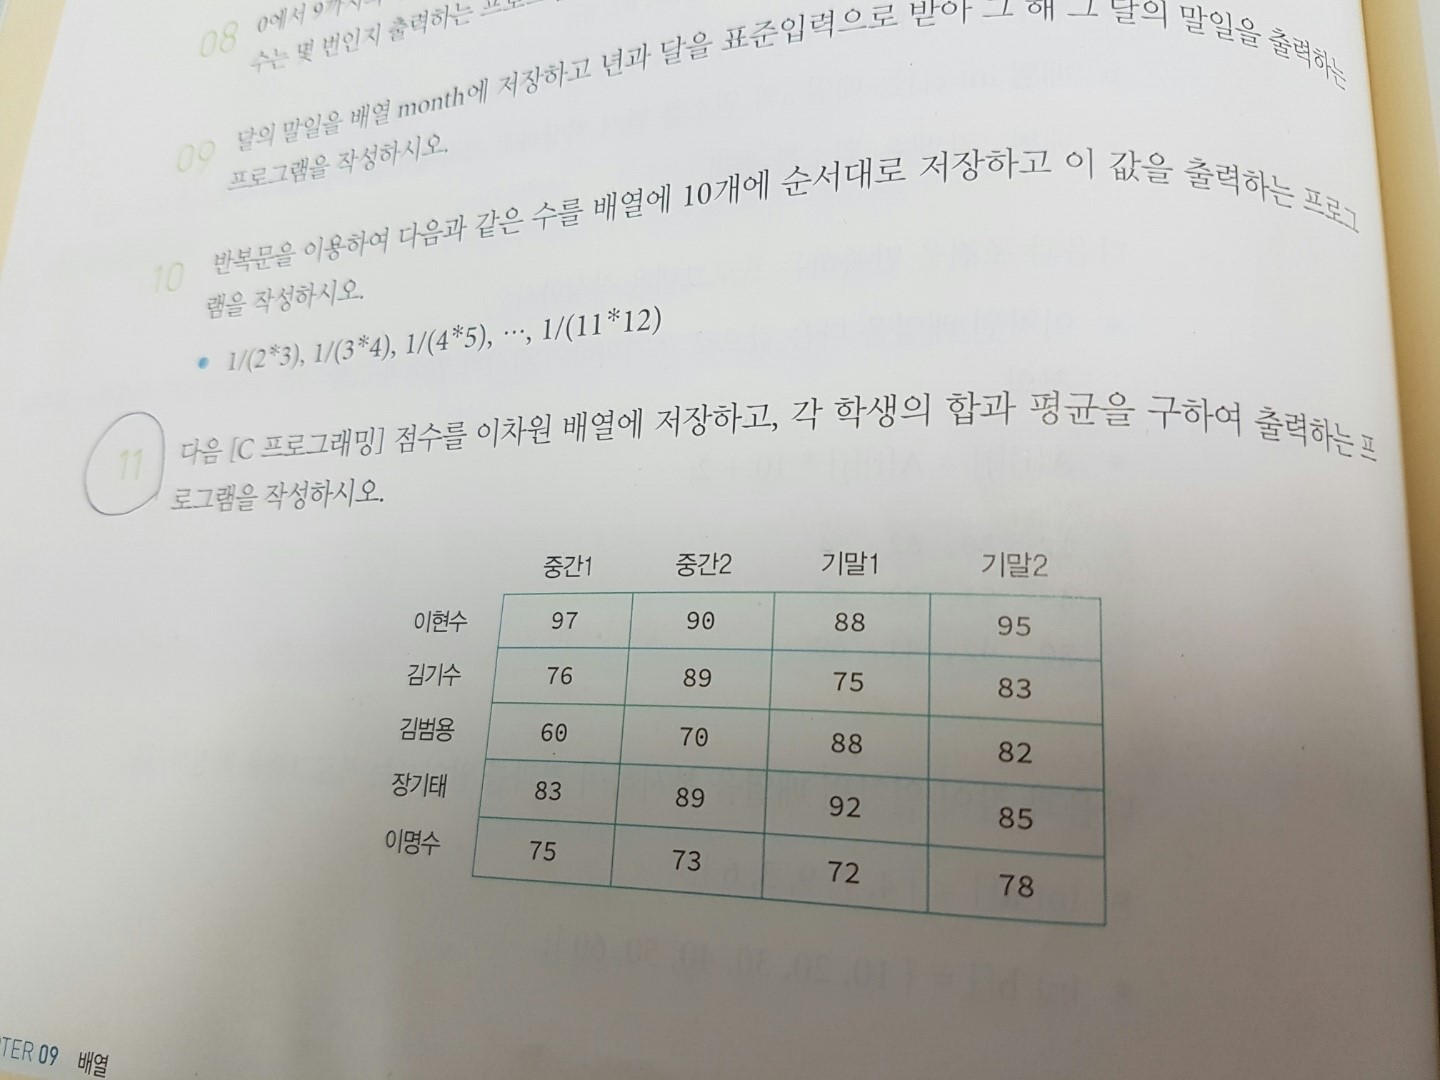 08 0에서 9까지의
수는 몇 번인지 출력하는 프로그
09 달의 말일을 배열 month에 저장하고 년과 달을 표준입력으로 받아 그 해 그 달의 말일을 출력하는
프로그램을 작성하시오.
10 반복문을 이용하여 다음과 같은 수를 배열에 10개에 순서대로 저장하고 이 값을 출력하는 프로그
램을 작성하시오.
• 1/(2*3), 1/(3*4), 1/(4*5), ⋯, 1/(11*12)
11 다음 [C 프로그래밍] 점수를 이차원 배열에 저장하고, 각 학생의 합과 평균을 구하여 출력하는 프
로그램을 작성하시오.
중간1 중간2 기말1 기말2
이현수 97 90 88 95
김기수 76 89 75 83
김범용 60 70 88 82
장기태 83 89 92 85
이명수 75 73 72 78
TER 09 배열